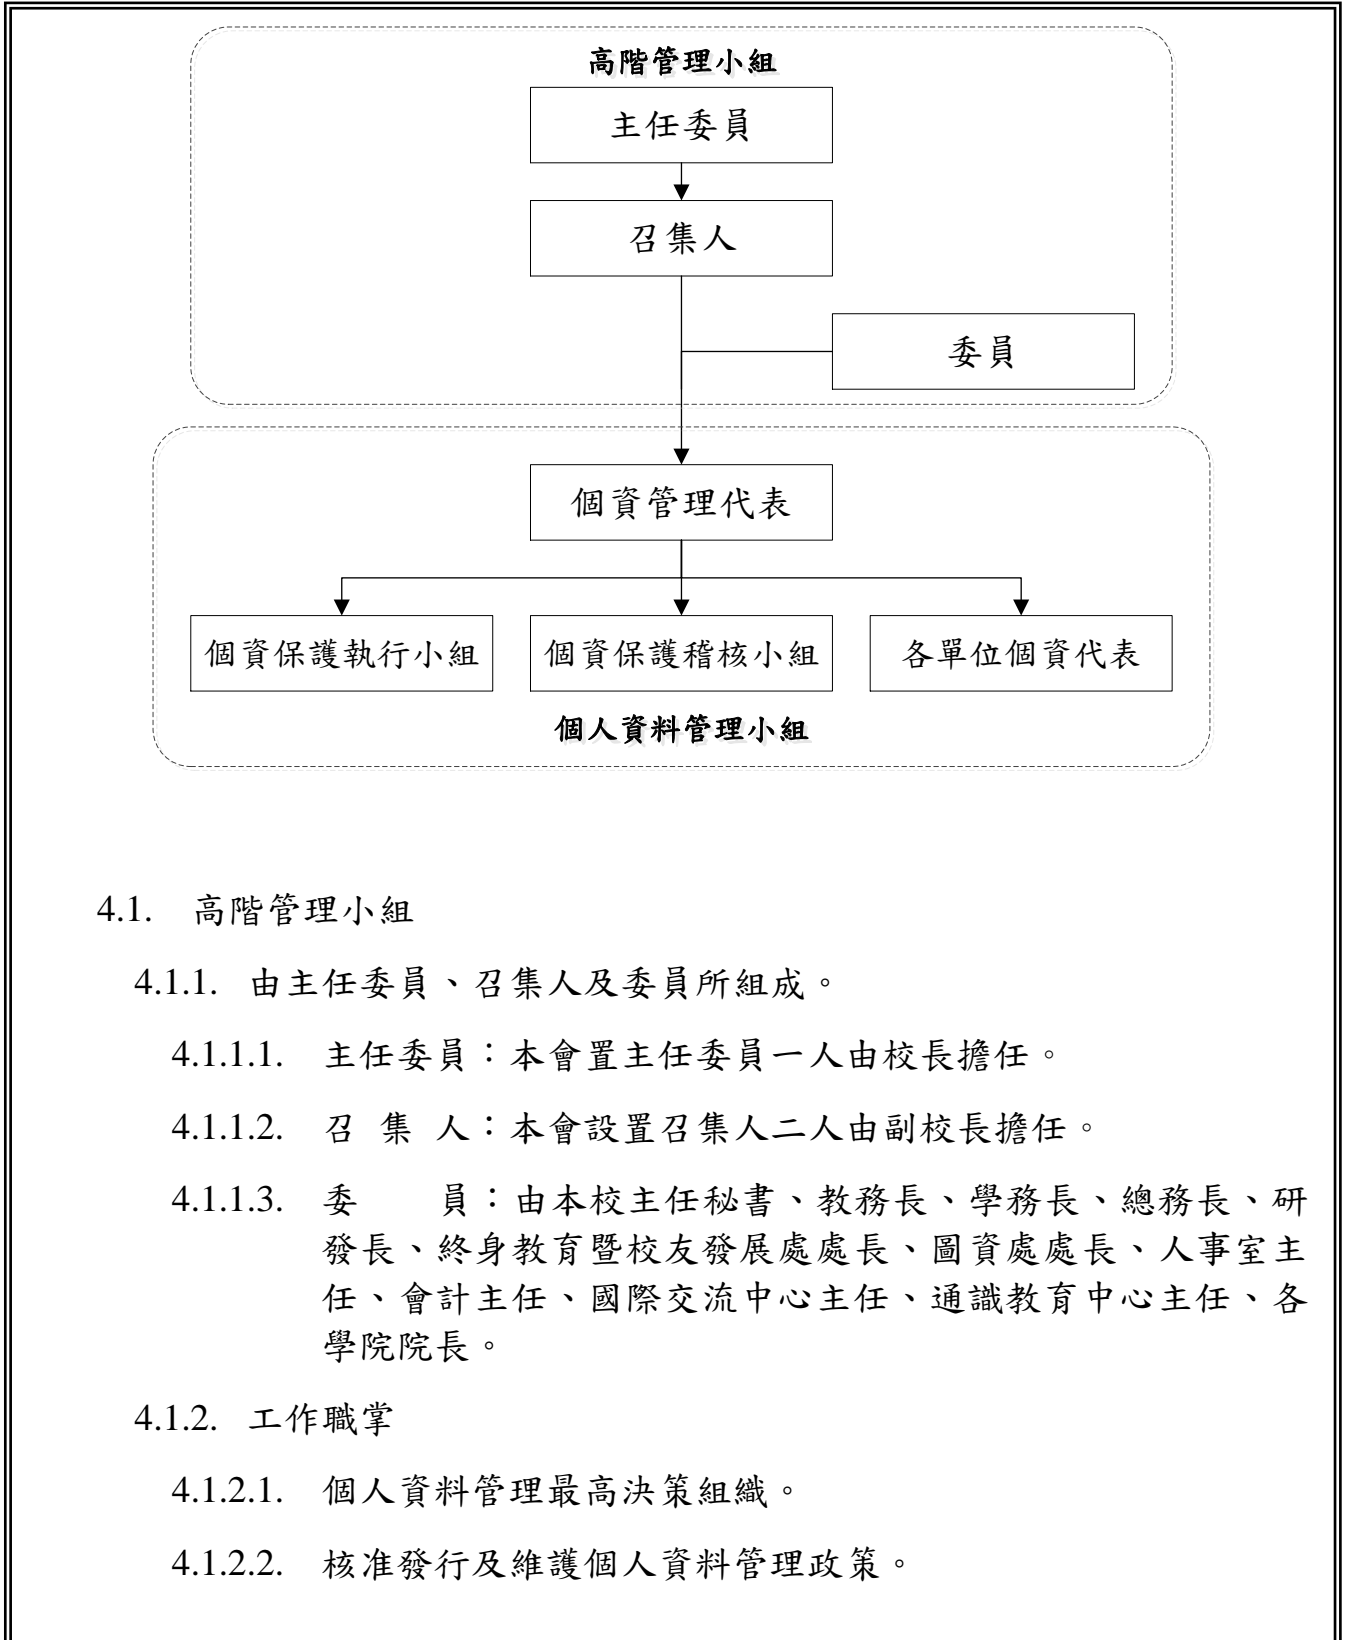 高階管理小組
主任委員
召集人
委員
個資管理代表
個資保護執行小組
個資保護稽核小組
各單位個資代表
個人資料管理小組
4.1. 高階管理小組
4.1.1. 由主任委員、召集人及委員所組成。
4.1.1.1. 主任委員：本會置主任委員一人由校長擔任。
4.1.1.2. 召 集 人：本會設置召集人二人由副校長擔任。
4.1.1.3. 委　　員：由本校主任秘書、教務長、學務長、總務長、研
發長、終身教育暨校友發展處處長、圖資處處長、人事室主
任、會計主任、國際交流中心主任、通識教育中心主任、各
學院院長。
4.1.2. 工作職掌
4.1.2.1. 個人資料管理最高決策組織。
4.1.2.2. 核准發行及維護個人資料管理政策。